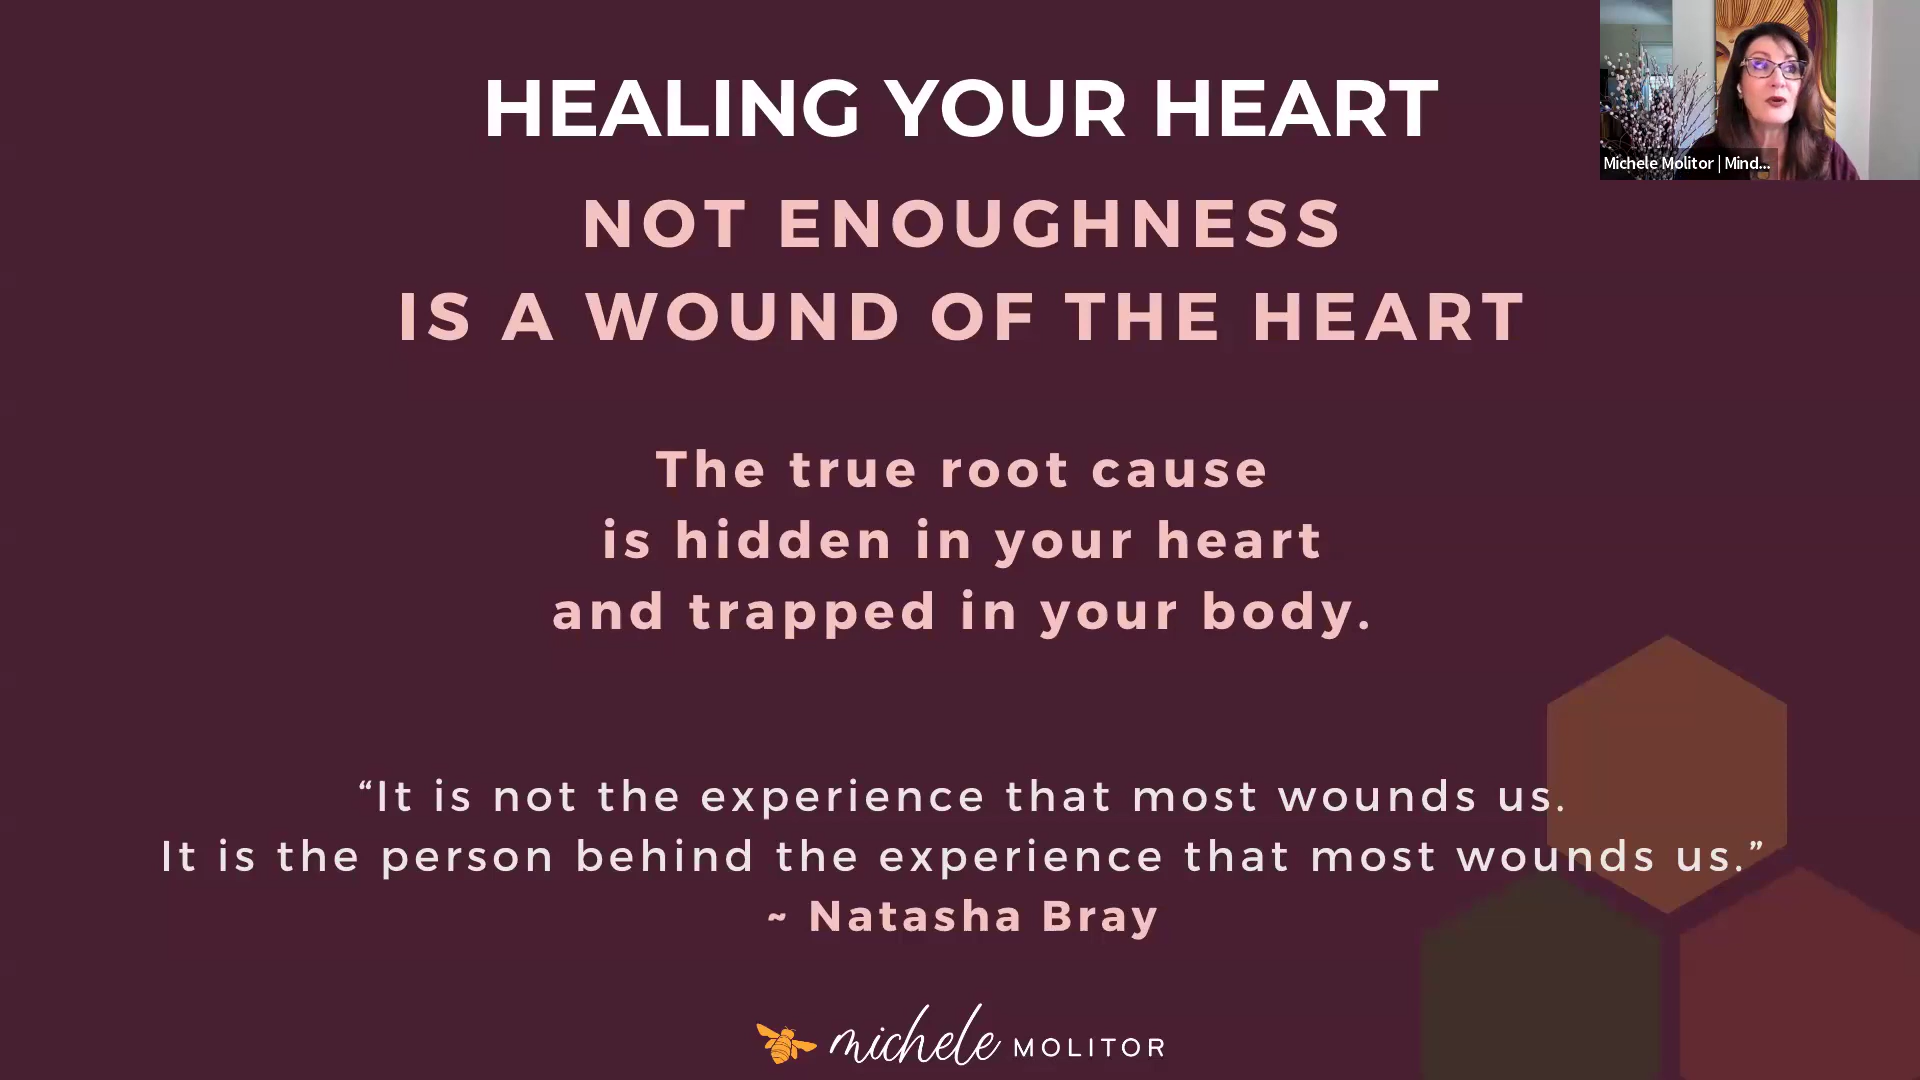 HEALING YOUR HEART
NOT ENOUGHNESS
IS A WOUND OF THE HEART
The true root cause
is hidden in your heart
and trapped in your body.
“It is not the experience that most wounds us.
It is the person behind the experience that most wounds us.”
~ Natasha Bray
michele MOLITOR
Michele Molitor | Mind...